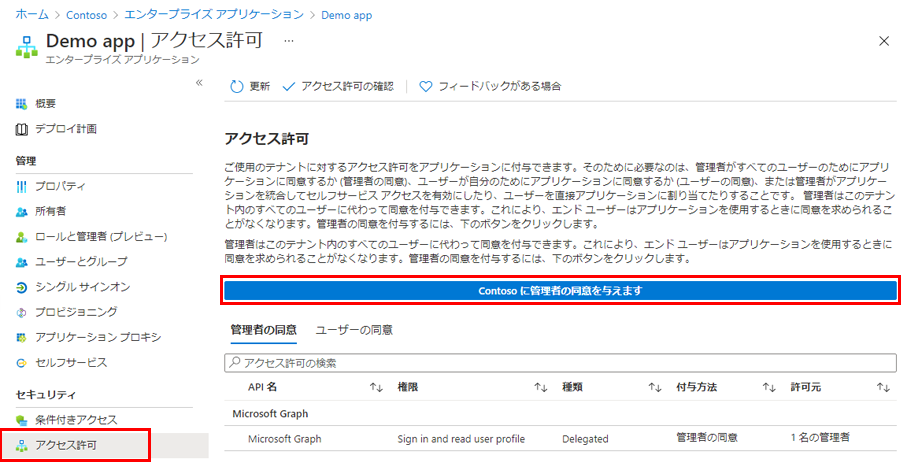 ホーム > Contoso > エンタープライズ アプリケーション > Demo app
Demo app | アクセス許可 …
エンタープライズ アプリケーション
«
更新 アクセス許可の確認 フィードバックがある場合
概要
デプロイ計画
管理
プロパティ
所有者
ロールと管理者 (プレビュー)
ユーザーとグループ
シングル サインオン
プロビジョニング
アプリケーション プロキシ
セルフサービス
セキュリティ
条件付きアクセス
アクセス許可
アクセス許可
ご使用のテナントに対するアクセス許可をアプリケーションに付与できます。そのために必要なのは、管理者がすべてのユーザーのためにアプリ
ケーションに同意するか (管理者の同意)、ユーザーが自分のためにアプリケーションに同意するか (ユーザーの同意)、または管理者がアプリケー
ションを統合してセルフサービス アクセスを有効にしたり、ユーザーを直接アプリケーションに割り当てたりすることです。 管理者はこのテナン
ト内のすべてのユーザーに代わって同意を付与できます。これにより、エンド ユーザーはアプリケーションを使用するときに同意を求められるこ
とがなくなります。管理者の同意を付与するには、下のボタンをクリックします。
管理者はこのテナント内のすべてのユーザーに代わって同意を付与できます。これにより、エンド ユーザーはアプリケーションを使用するときに
同意を求められることがなくなります。管理者の同意を付与するには、下のボタンをクリックします。
Contoso に管理者の同意を与えます
管理者の同意 ユーザーの同意
アクセス許可の検索
API 名 ↑↓ 権限 ↑↓ 種類 ↑↓ 付与方法 ↑↓ 許可元 ↑↓
Microsoft Graph
Microsoft Graph Sign in and read user profile Delegated 管理者の同意 1 名の管理者